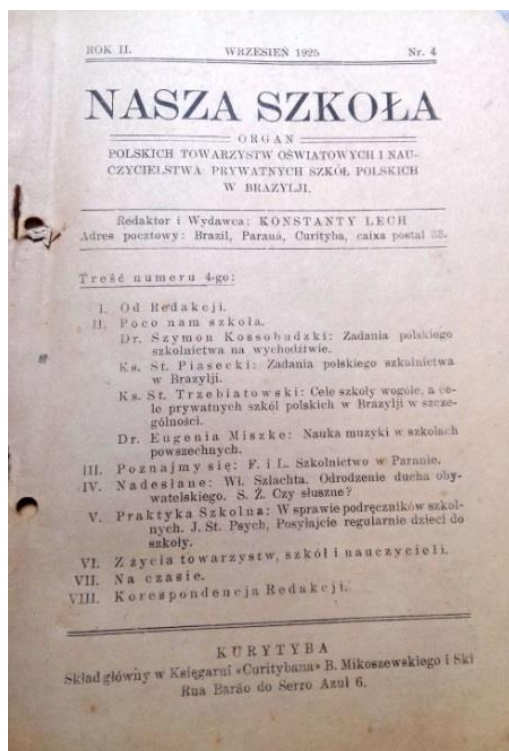 ROK II. WRZESIEŃ 1925 Nr. 4
NASZA SZKOŁA
ORGAN
POLSKICH TOWARZYSTW OŚWIATOWYCH I NAU-
CZYCIELSTWA PRYWATNYCH SZKÓŁ POLSKICH
W BRAZYLJI.
Redaktor i Wydawca: KONSTANTY LECH
Adres pocztowy: Brazil, Paraná, Curityba, caixa postal
Treść numeru 4-go:
I. Od Redakcji.
II. Poco nam szkoła.
Dr. Szymon Kossobudzki: Zadania polskiego
szkolnictwa na wychodźtwie.
Ks. St. Piasecki: Zadania polskiego szkolnictwa
w Brazylji.
Ks. St. Trzebiatowski: Cele szkoły wogóle, a ce-
le prywatnych szkół polskich w Brazylji w szcze-
gólności.
Dr. Eugenia Miszke: Nauka muzyki w szkołach
powszechnych.
III. Poznajmy się: F. i L. Szkolnictwo w Paranie.
IV. Nadesłane: Wł. Szlachta. Odrodzenie ducha oby-
watelskiego. S. Ż. Czy słuszne?
V. Praktyka Szkolna: W sprawie podręczników szkol-
nych. J. St. Psych, Posyłajcie regularnie dzieci do
szkoły.
VI. Z życia towarzystw, szkół i nauczycieli.
VII. Na czasie.
VIII. Korespondencja Redakcji.
KURYTYBA
Skład główny w Księgarni «Curitybana» B. Mikoszewskiego i Ski
Rua Barão do Serro Azul 6.